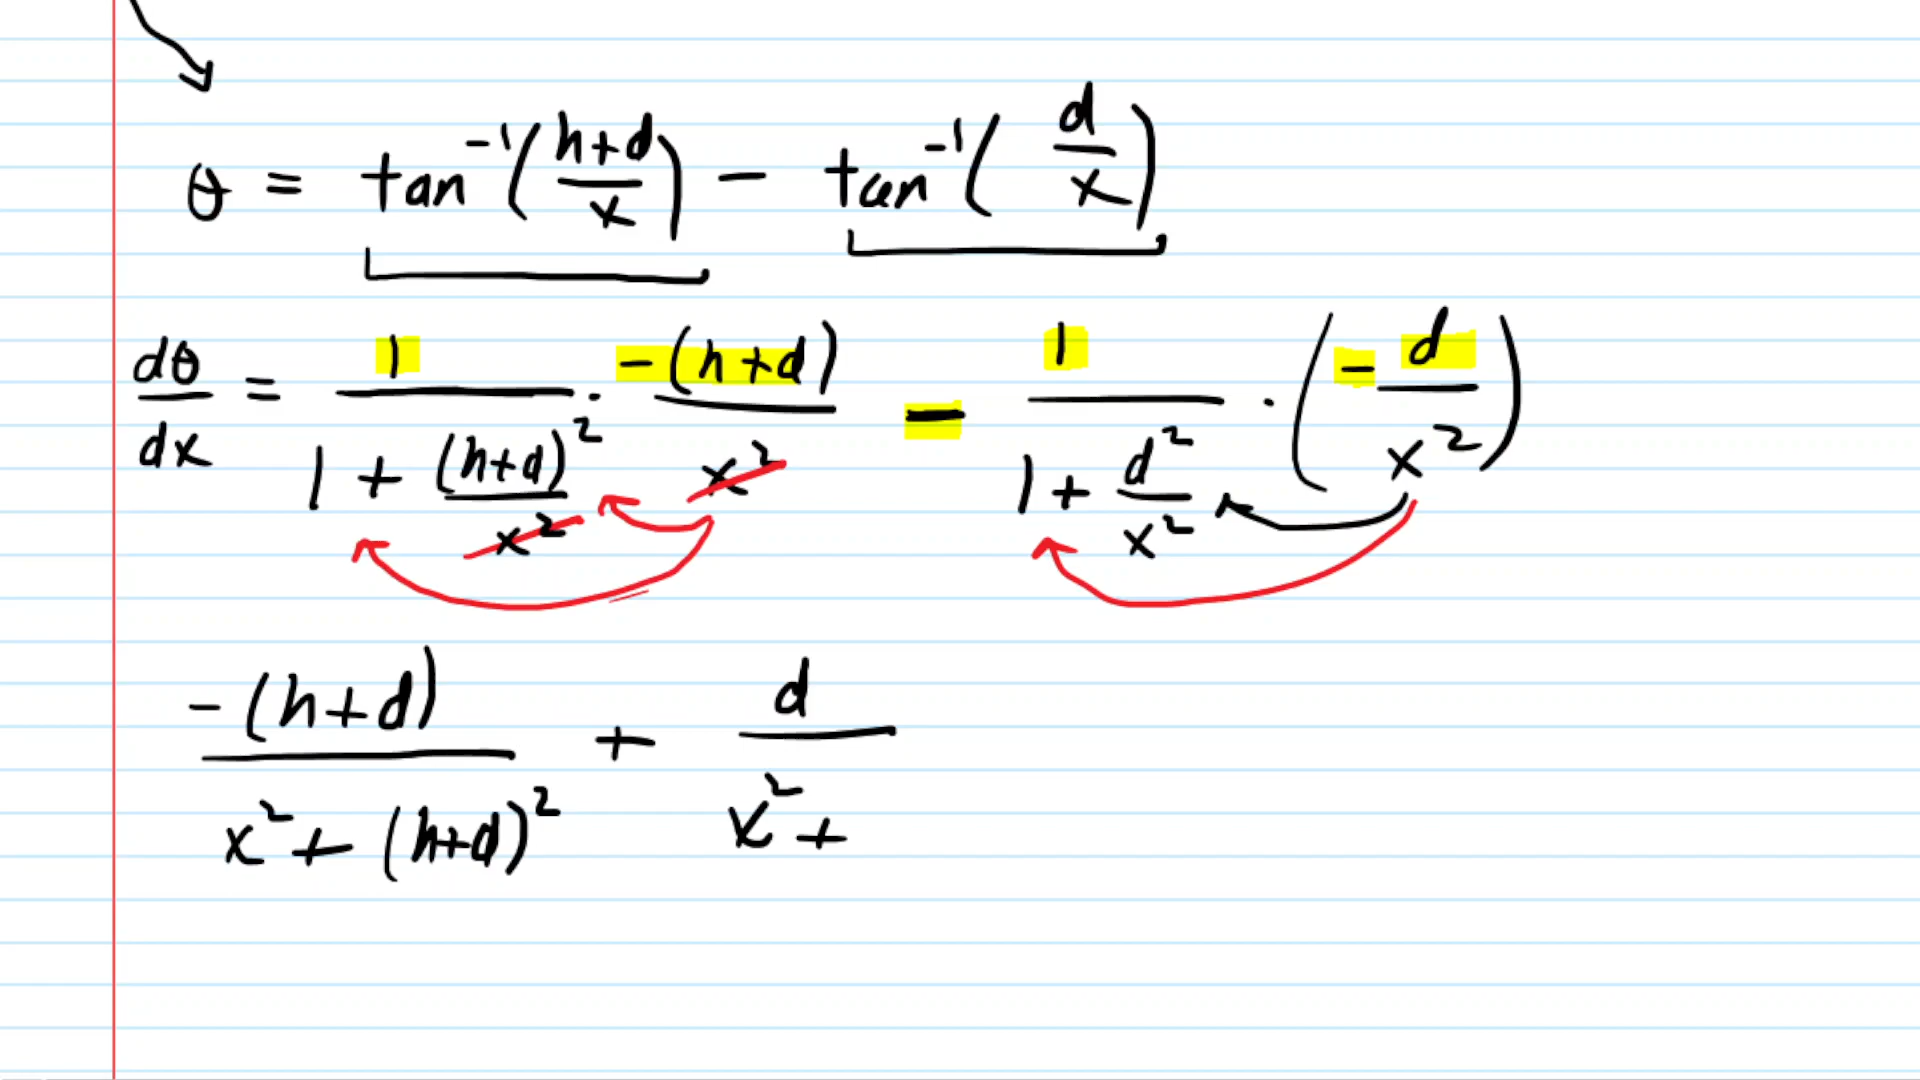 θ = tan⁻¹((h+d)/x) − tan⁻¹(d/x)
dθ/dx = 1/(1 + (h+d)²/x²) · −(h+d)/x² − 1/(1 + d²/x²) · (−d/x²)
−(h+d)/(x² + (h+d)²) + d/(x² +